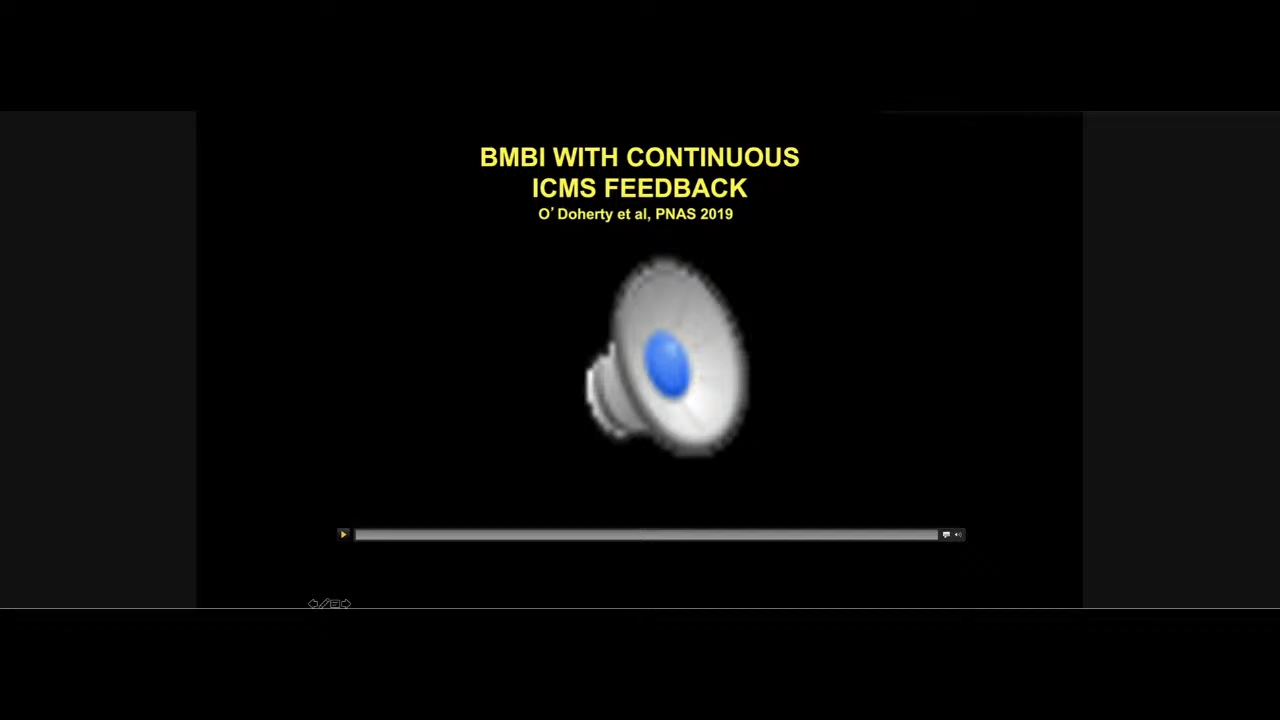 BMBI WITH CONTINUOUS
ICMS FEEDBACK
O’Doherty et al, PNAS 2019